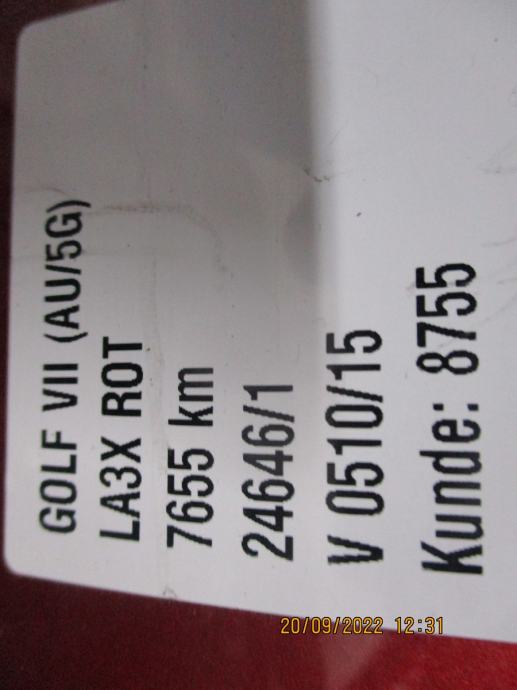 GOLF VII (AU/5G)
LA3X ROT
7655 km
24646/1
V 0510/15
Kunde: 8755
20/09/2022 12:31